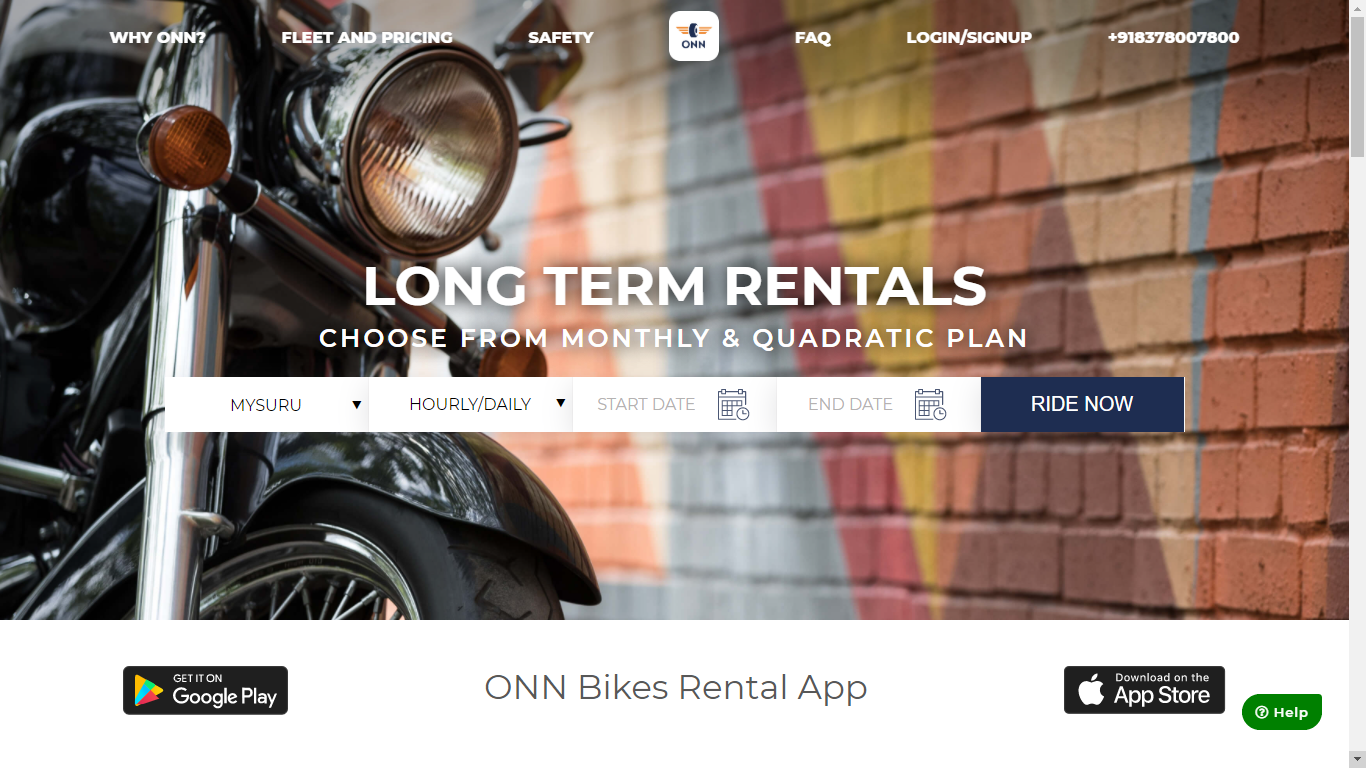 WHY ONN?
FLEET AND PRICING
SAFETY
ONN
FAQ
LOGIN/SIGNUP
+918378007800
LONG TERM RENTALS
CHOOSE FROM MONTHLY & QUADRATIC PLAN
MYSURU
HOURLY/DAILY
START DATE
END DATE
RIDE NOW
GET IT ON
Google Play
ONN Bikes Rental App
Download on the
App Store
Help